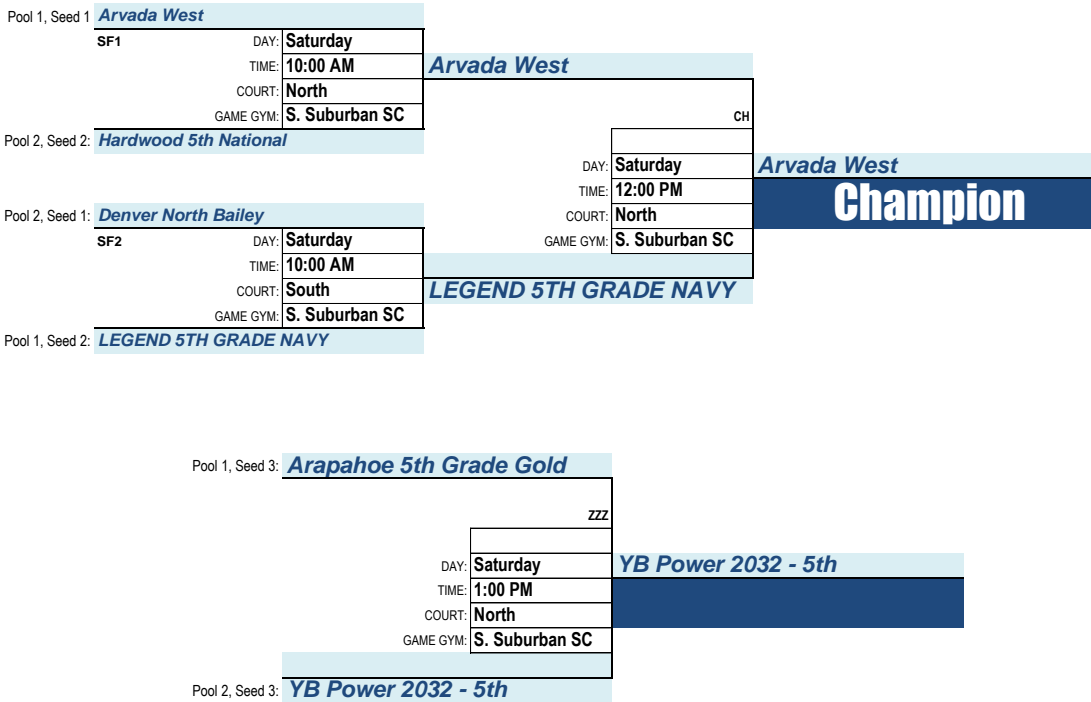 Pool 1, Seed 1 Arvada West
SF1 DAY: Saturday
TIME: 10:00 AM Arvada West
COURT: North
GAME GYM: S. Suburban SC CH
Pool 2, Seed 2: Hardwood 5th National
DAY: Saturday Arvada West
TIME: 12:00 PM Champion
Pool 2, Seed 1: Denver North Bailey COURT: North
SF2 DAY: Saturday GAME GYM: S. Suburban SC
TIME: 10:00 AM
COURT: South LEGEND 5TH GRADE NAVY
GAME GYM: S. Suburban SC
Pool 1, Seed 2: LEGEND 5TH GRADE NAVY
Pool 1, Seed 3: Arapahoe 5th Grade Gold
ZZZ
DAY: Saturday YB Power 2032 - 5th
TIME: 1:00 PM
COURT: North
GAME GYM: S. Suburban SC
Pool 2, Seed 3: YB Power 2032 - 5th